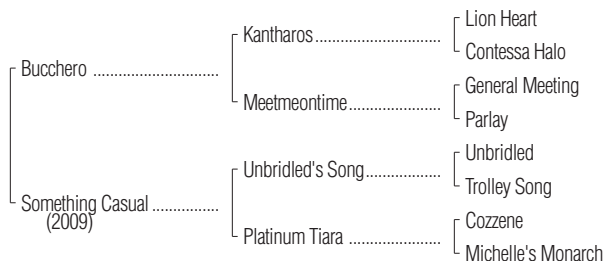 Lion Heart
Kantharos
Contessa Halo
Bucchero
General Meeting
Meetmeontime
Parlay
Unbridled
Unbridled's Song
Trolley Song
Something Casual
(2009)
Cozzene
Platinum Tiara
Michelle's Monarch